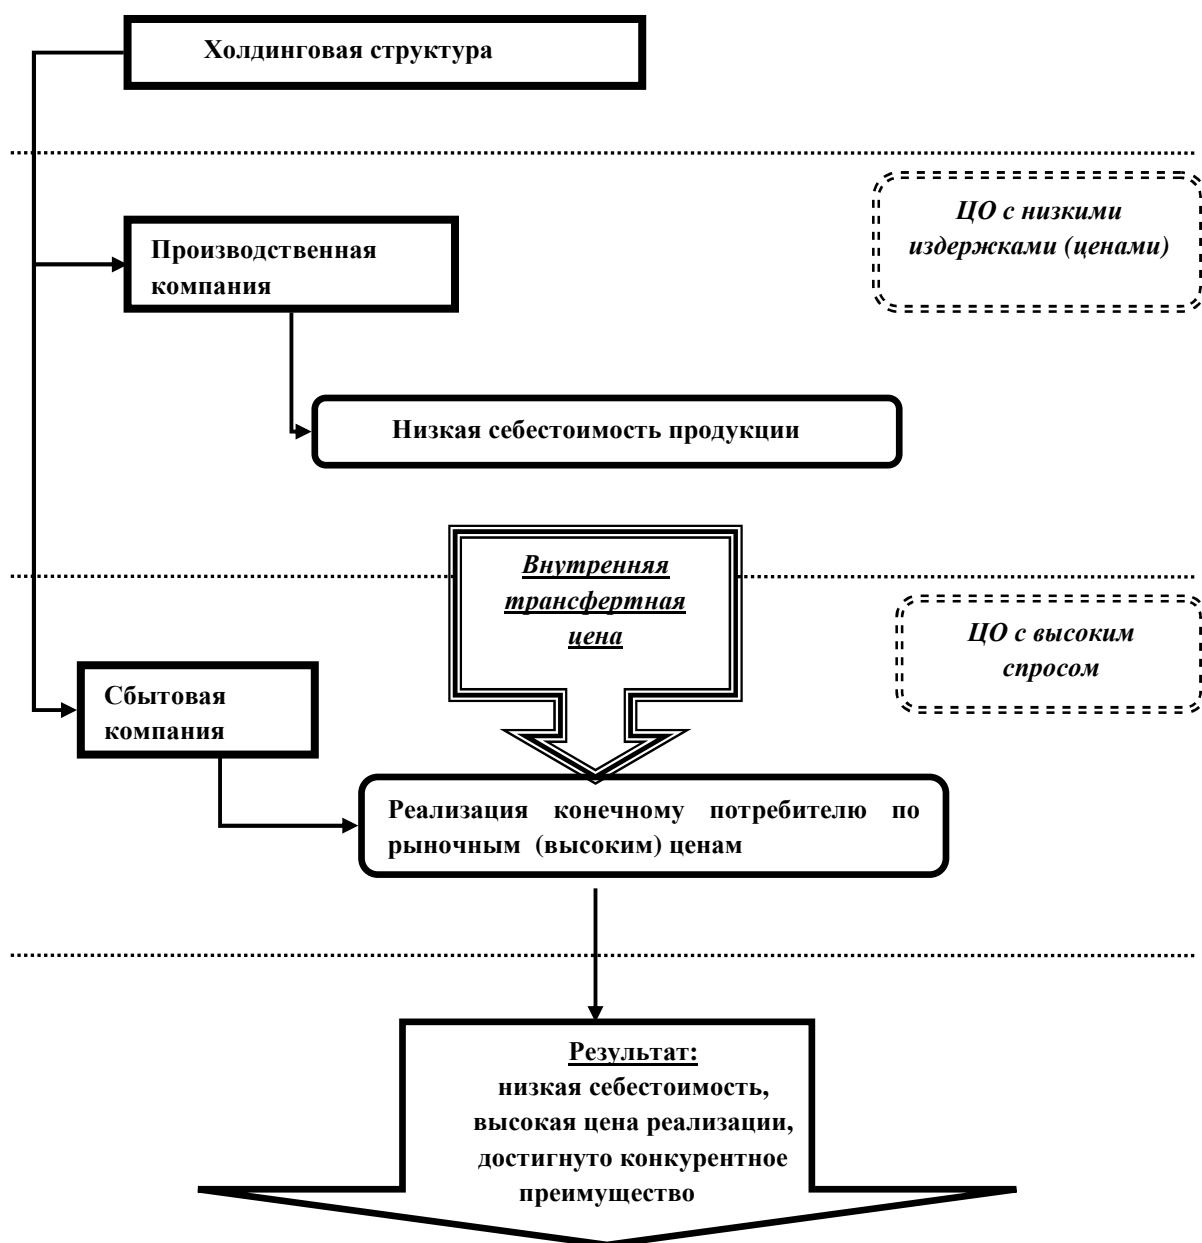 Холдинговая структура
ЦО с низкими
издержками (ценами)
Производственная
компания
Низкая себестоимость продукции
Внутренняя
трансфертная
цена
ЦО с высоким
спросом
Сбытовая
компания
Реализация конечному потребителю по
рыночным (высоким) ценам
Результат:
низкая себестоимость,
высокая цена реализации,
достигнуто конкурентное
преимущество